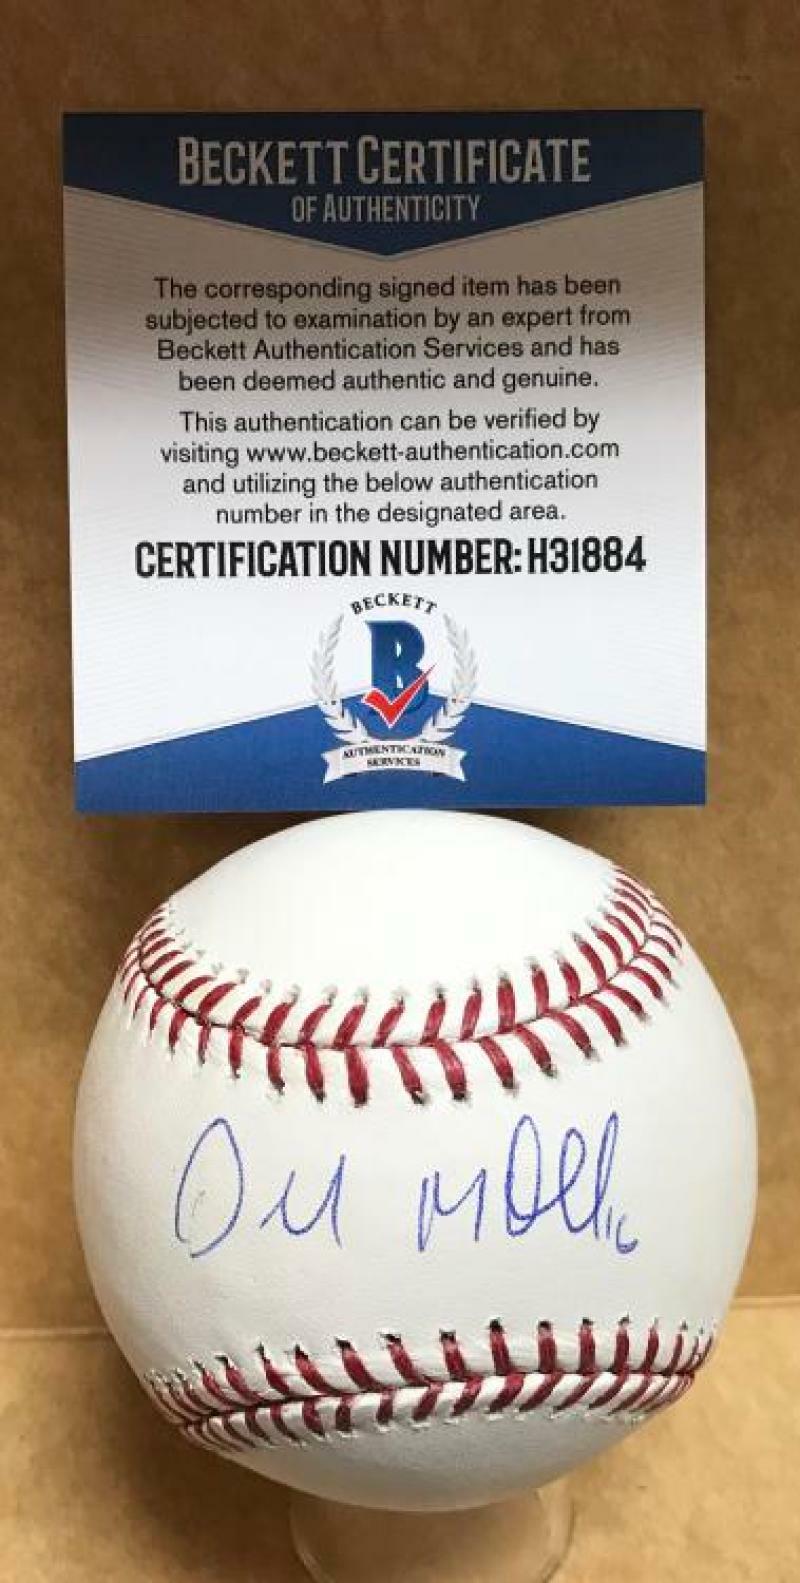 BECKETT CERTIFICATE
OF AUTHENTICITY
The corresponding signed item has been
subjected to examination by an expert from
Beckett Authentication Services and has
been deemed authentic and genuine.
This authentication can be verified by
visiting www.beckett-authentication.com
and utilizing the below authentication
number in the designated area.
CERTIFICATION NUMBER: H31884
BECKETT
B
AUTHENTICATION
SERVICES
16